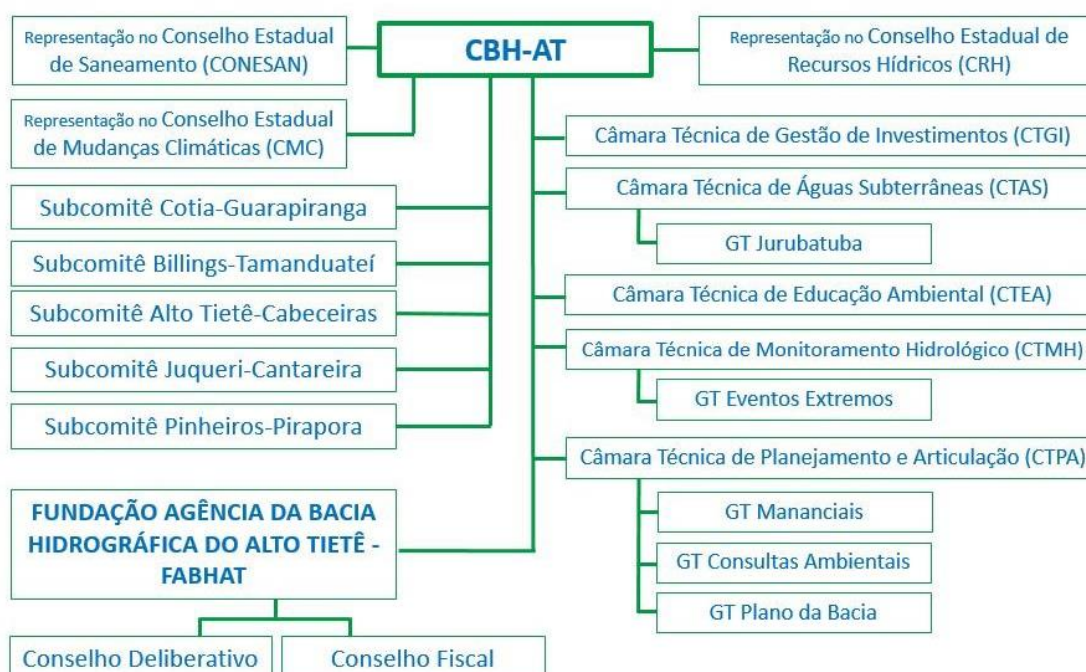 CBH-AT
Representação no Conselho Estadual
de Saneamento (CONESAN)
Representação no Conselho Estadual
de Mudanças Climáticas (CMC)
Subcomitê Cotia-Guarapiranga
Subcomitê Billings-Tamanduateí
Subcomitê Alto Tietê-Cabeceiras
Subcomitê Juqueri-Cantareira
Subcomitê Pinheiros-Pirapora
FUNDAÇÃO AGÊNCIA DA BACIA
HIDROGRÁFICA DO ALTO TIETÊ -
FABHAT
Conselho Deliberativo
Conselho Fiscal
Representação no Conselho Estadual de
Recursos Hídricos (CRH)
Câmara Técnica de Gestão de Investimentos (CTGI)
Câmara Técnica de Águas Subterrâneas (CTAS)
GT Jurubatuba
Câmara Técnica de Educação Ambiental (CTEA)
Câmara Técnica de Monitoramento Hidrológico (CTMH)
GT Eventos Extremos
Câmara Técnica de Planejamento e Articulação (CTPA)
GT Mananciais
GT Consultas Ambientais
GT Plano da Bacia